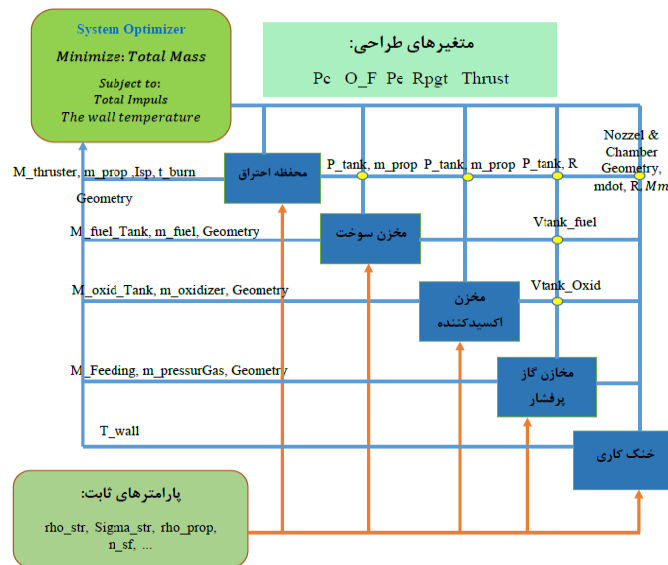 System Optimizer
Minimize: Total Mass
Subject to:
Total Impuls
The wall temperature
متغیرهای طراحی:
Pc O_F Pe Rpgt Thrust
Nozzel &
Chamber
Geometry,
mdot, R, Mm
P_tank, m_prop
P_tank, m_prop
P_tank, R
M_thruster, m_prop ,Isp, t_burn
Geometry
محفظه احتراق
M_fuel_Tank, m_fuel, Geometry
مخزن سوخت
Vtank_fuel
M_oxid_Tank, m_oxidizer, Geometry
مخزن
اکسیدکننده
Vtank_Oxid
M_Feeding, m_pressurGas, Geometry
مخازن گاز
پرفشار
T_wall
خنک کاری
پارامترهای ثابت:
rho_str, Sigma_str, rho_prop,
n_sf, ...